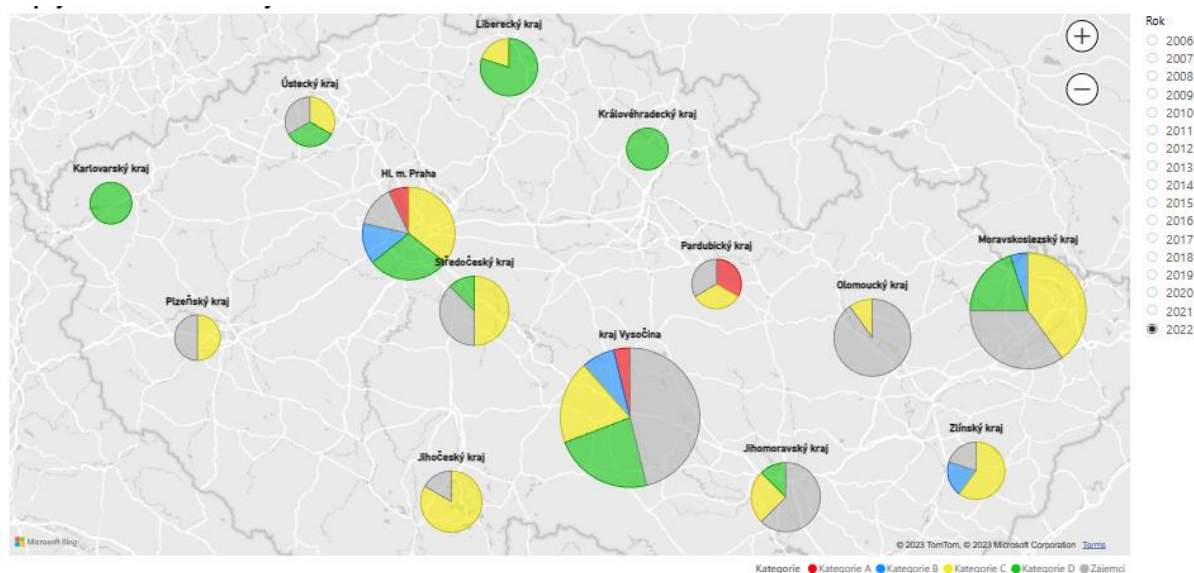 Liberecký kraj
Ústecký kraj
Královéhradecký kraj
Karlovarský kraj
Hl. m. Praha
Středočeský kraj
Pardubický kraj
Moravskoslezský kraj
Olomoucký kraj
Plzeňský kraj
kraj Vysočina
Jihočeský kraj
Jihomoravský kraj
Zlínský kraj
Rok
2006
2007
2008
2009
2010
2011
2012
2013
2014
2015
2016
2017
2018
2019
2020
2021
2022
Microsoft Bing
© 2023 TomTom, © 2023 Microsoft Corporation Terms
Kategorie Kategorie A Kategorie B Kategorie C Kategorie D Zájemci